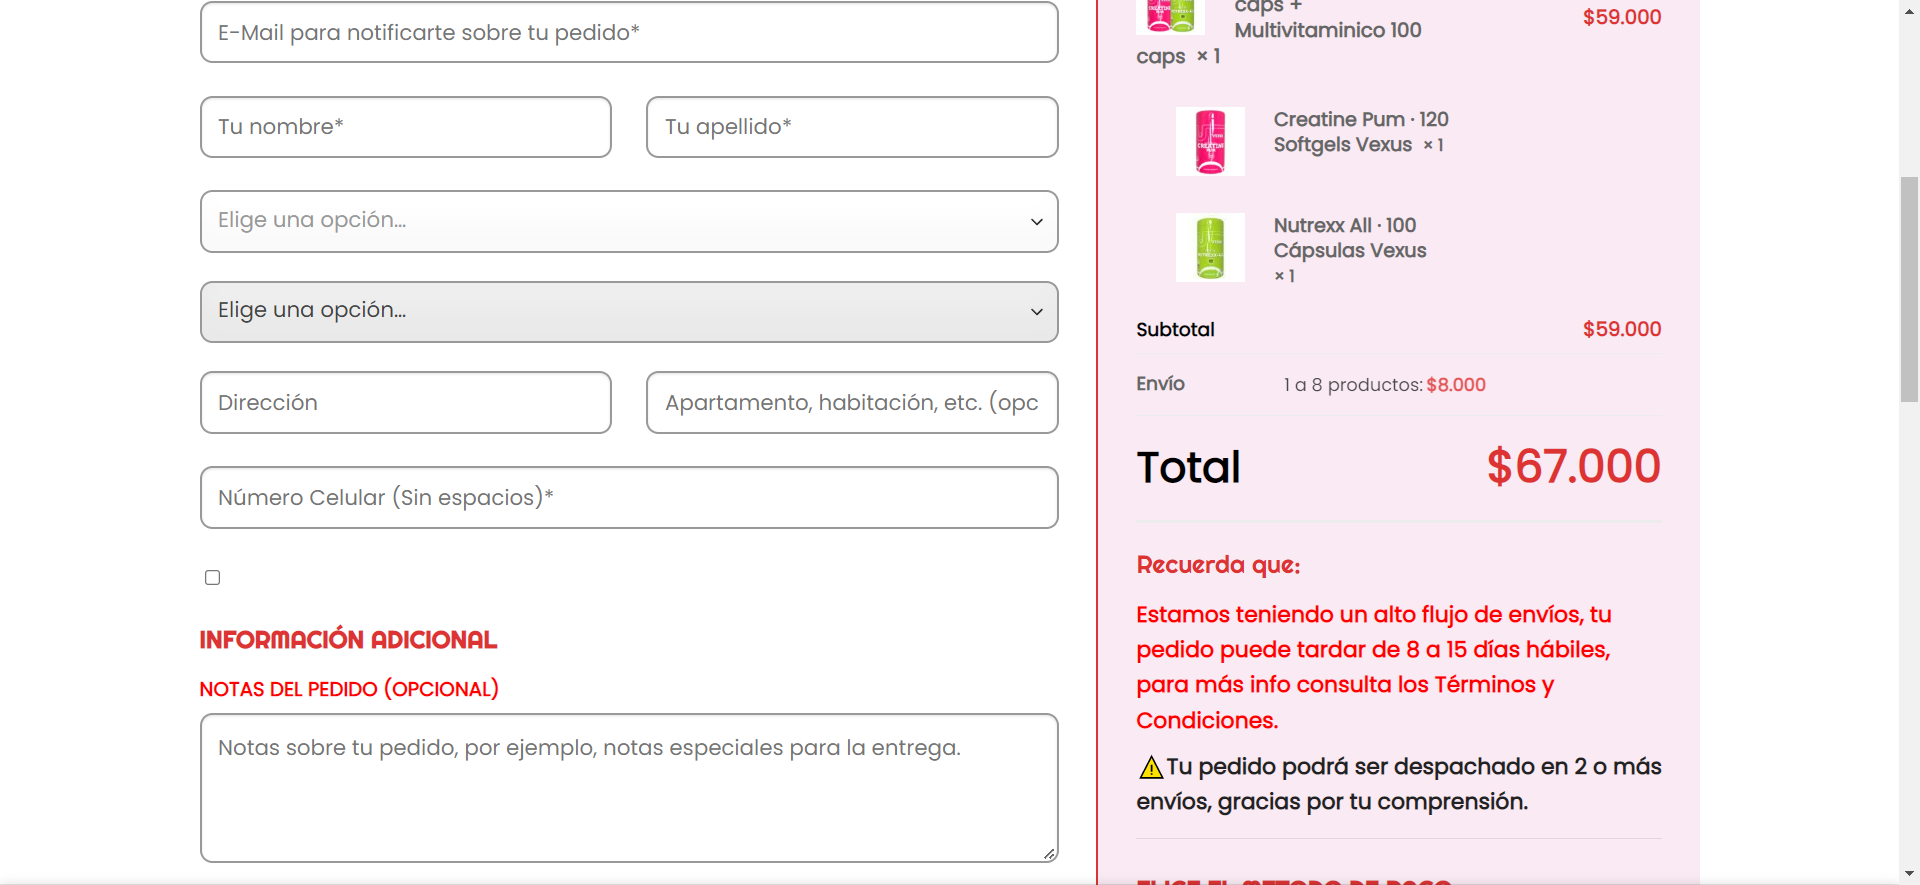 E-Mail para notificarte sobre tu pedido*
Tu nombre*
Tu apellido*
Elige una opción...
Elige una opción...
Dirección
Apartamento, habitación, etc. (opc
Número Celular (Sin espacios)*
INFORMACIÓN ADICIONAL
NOTAS DEL PEDIDO (OPCIONAL)
Notas sobre tu pedido, por ejemplo, notas especiales para la entrega.
caps +
Multivitaminico 100
caps × 1
$59.000
Creatine Pum · 120
Softgels Vexus × 1
Nutrexx All · 100
Cápsulas Vexus
× 1
Subtotal
$59.000
Envío
1 a 8 productos: $8.000
Total
$67.000
Recuerda que:
Estamos teniendo un alto flujo de envíos, tu
pedido puede tardar de 8 a 15 días hábiles,
para más info consulta los Términos y
Condiciones.
⚠Tu pedido podrá ser despachado en 2 o más
envíos, gracias por tu comprensión.
ELIGE EL METODO DE PAGO